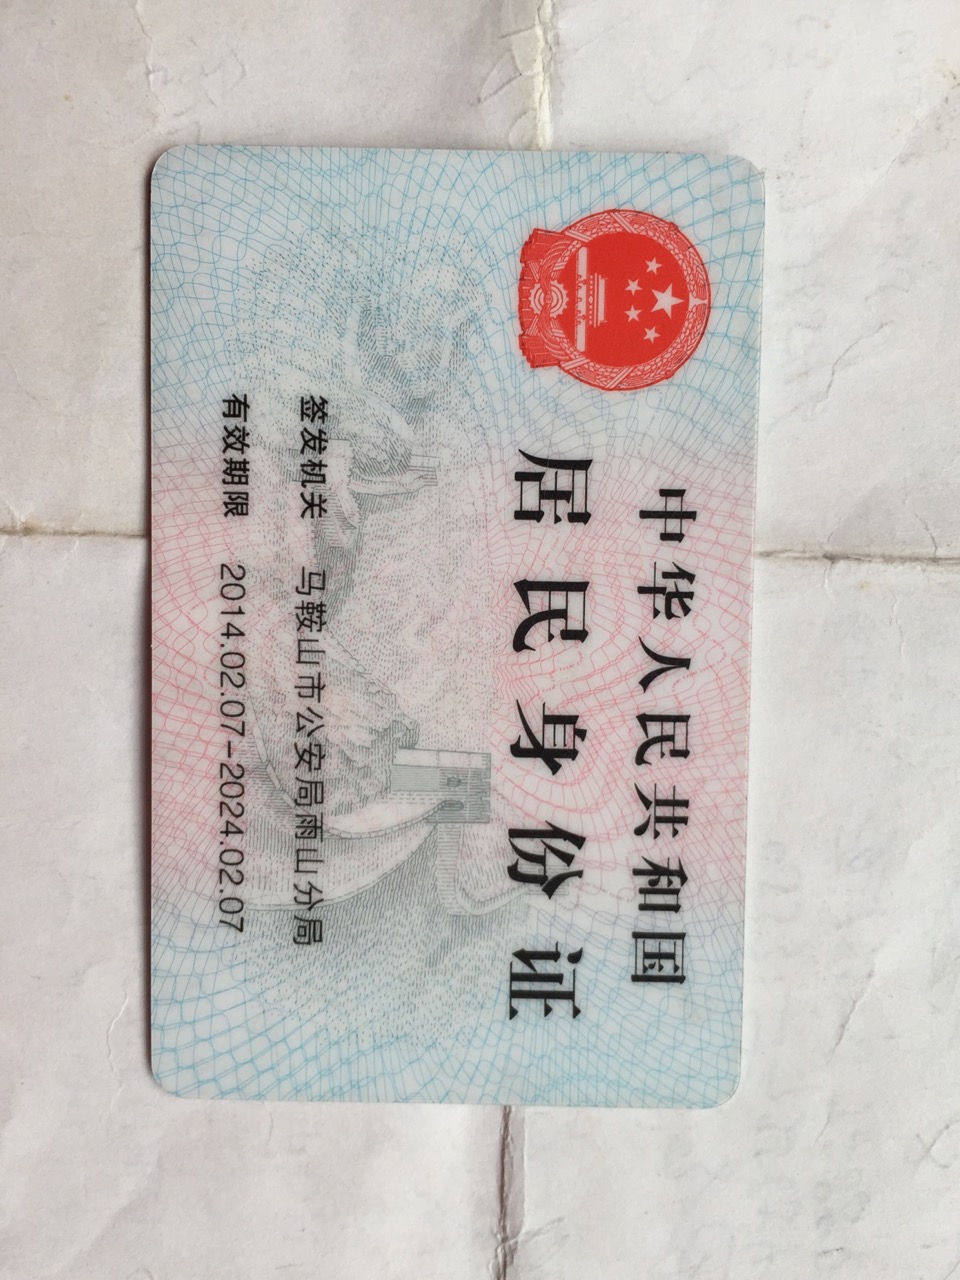 中华人民共和国
居民身份证
签发机关 马鞍山市公安局雨山分局
有效期限 2014.02.07-2024.02.07